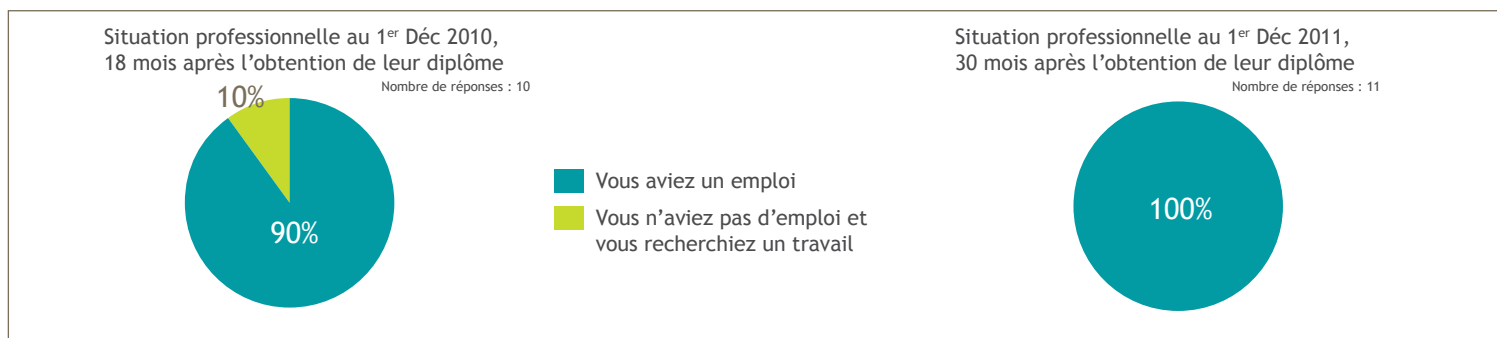 Situation professionnelle au 1er Déc 2010,
18 mois après l'obtention de leur diplôme
Nombre de réponses : 10
10%
90%
Vous aviez un emploi
Vous n'aviez pas d'emploi et
vous recherchiez un travail
Situation professionnelle au 1er Déc 2011,
30 mois après l'obtention de leur diplôme
Nombre de réponses : 11
100%